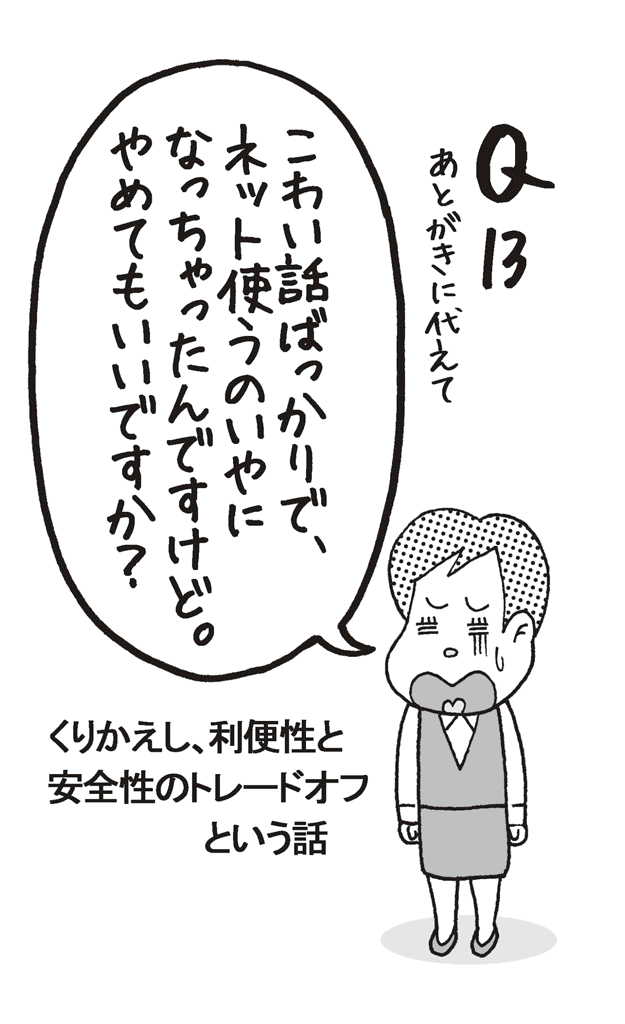 Q
13
あとがきに代えて
こわい話ばっかりで、
ネット使うのいやに
なっちゃったんですけど。
やめてもいいですか？
くりかえし、利便性と
安全性のトレードオフ
という話